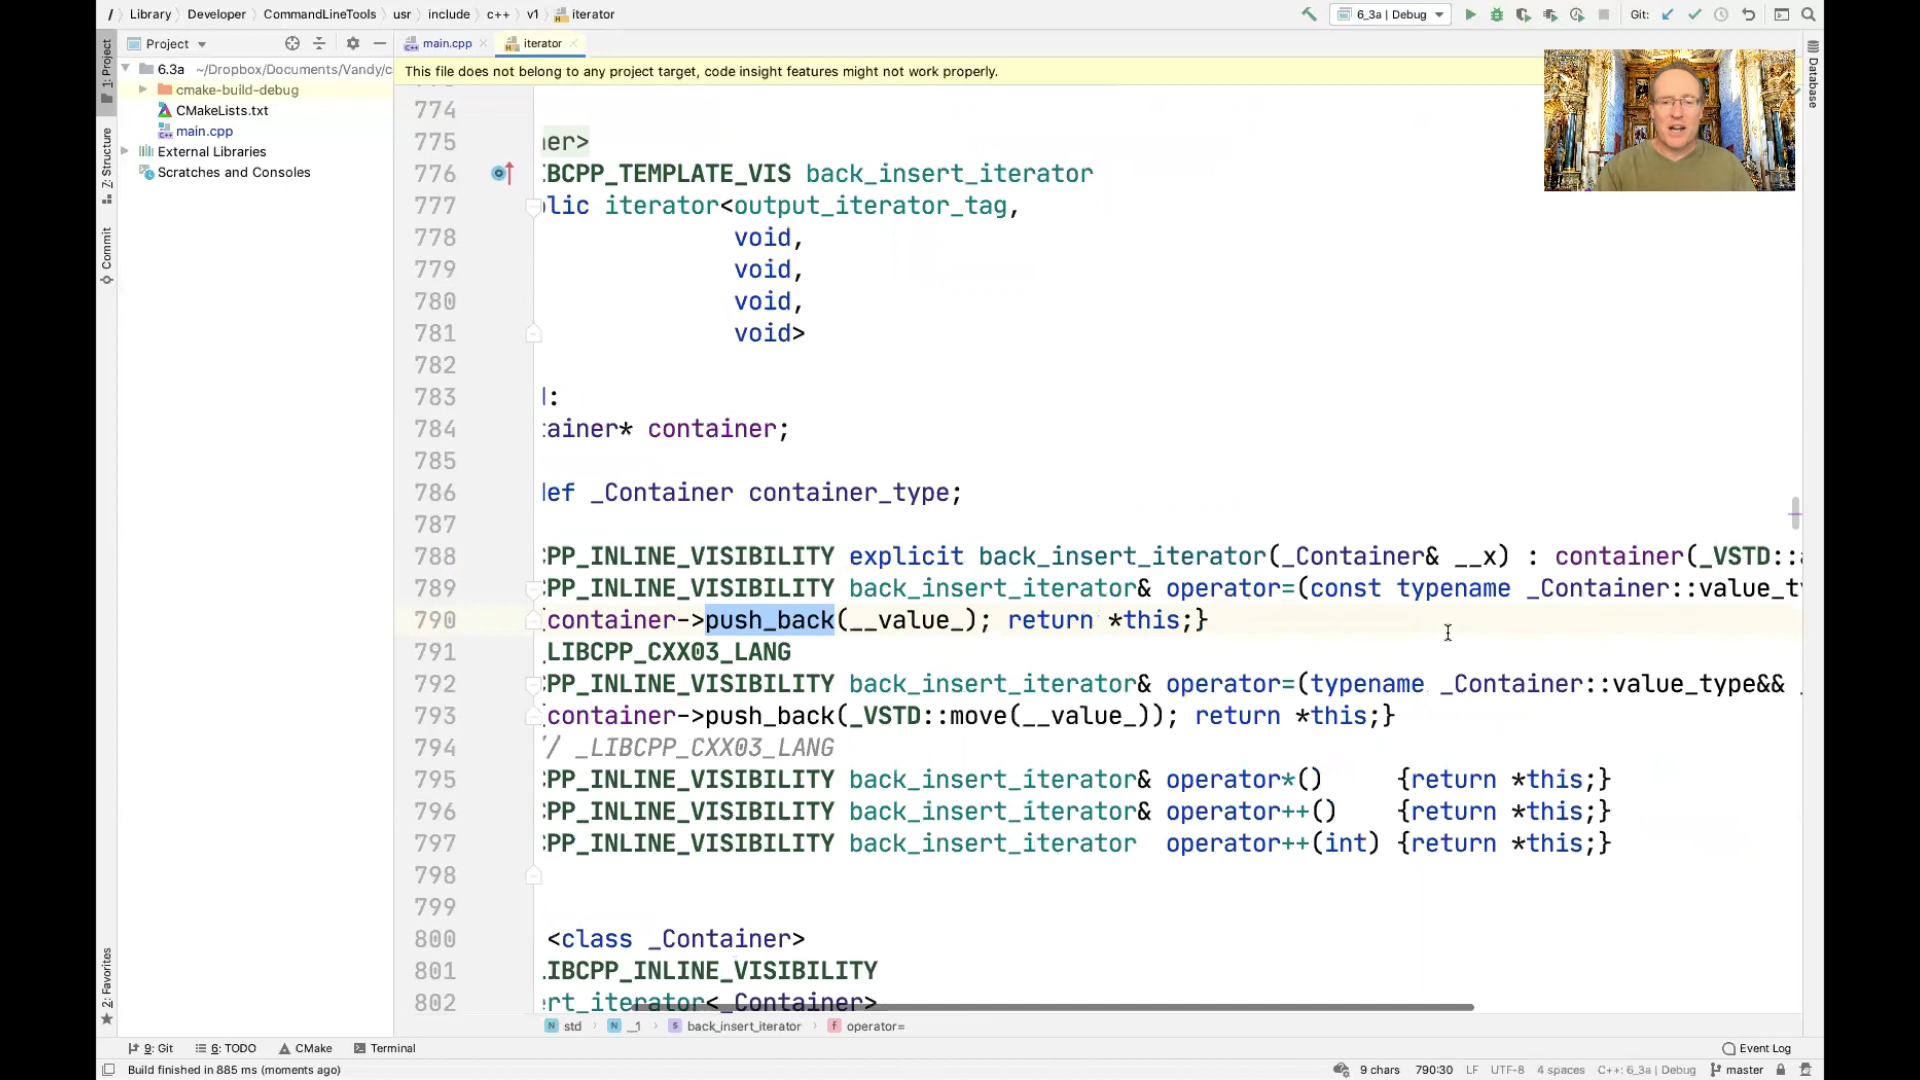 / Library Developer CommandLineTools usr include c++ v1 iterator
6_3a | Debug
Git:
1: Project
Project
main.cpp
iterator
6.3a ~/Dropbox/Documents/Vandy/c
cmake-build-debug
CMakeLists.txt
main.cpp
External Libraries
Scratches and Consoles
7: Structure
Commit
2: Favorites
Database
This file does not belong to any project target, code insight features might not work properly.
774
775 er>
776 BCPP_TEMPLATE_VIS back_insert_iterator
777 lic iterator<output_iterator_tag,
778 void,
779 void,
780 void,
781 void>
782
783 :
784 ainer* container;
785
786 ef _Container container_type;
787
788 PP_INLINE_VISIBILITY explicit back_insert_iterator(_Container& __x) : container(_VSTD::
789 PP_INLINE_VISIBILITY back_insert_iterator& operator=(const typename _Container::value_t
790 container->push_back(__value_); return *this;}
791 _LIBCPP_CXX03_LANG
792 PP_INLINE_VISIBILITY back_insert_iterator& operator=(typename _Container::value_type&& _
793 container->push_back(_VSTD::move(__value_)); return *this;}
794 / _LIBCPP_CXX03_LANG
795 PP_INLINE_VISIBILITY back_insert_iterator& operator*() {return *this;}
796 PP_INLINE_VISIBILITY back_insert_iterator& operator++() {return *this;}
797 PP_INLINE_VISIBILITY back_insert_iterator operator++(int) {return *this;}
798
799
800 <class _Container>
801 IBCPP_INLINE_VISIBILITY
802 rt_iterator<_Container>
N std N __1 S back_insert_iterator f operator=
9: Git 6: TODO CMake Terminal Event Log
Build finished in 885 ms (moments ago) 9 chars 790:30 LF UTF-8 4 spaces C++: 6_3a | Debug master